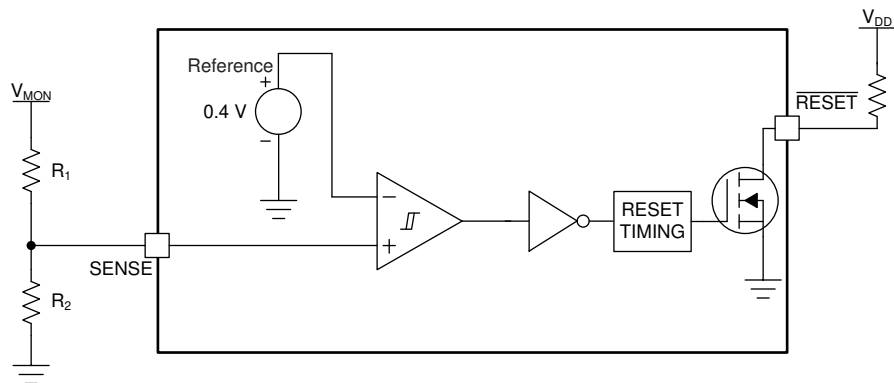 V_DD
Reference
+
0.4 V
−
RESET
V_MON
R1
−
+
RESET
TIMING
SENSE
R2